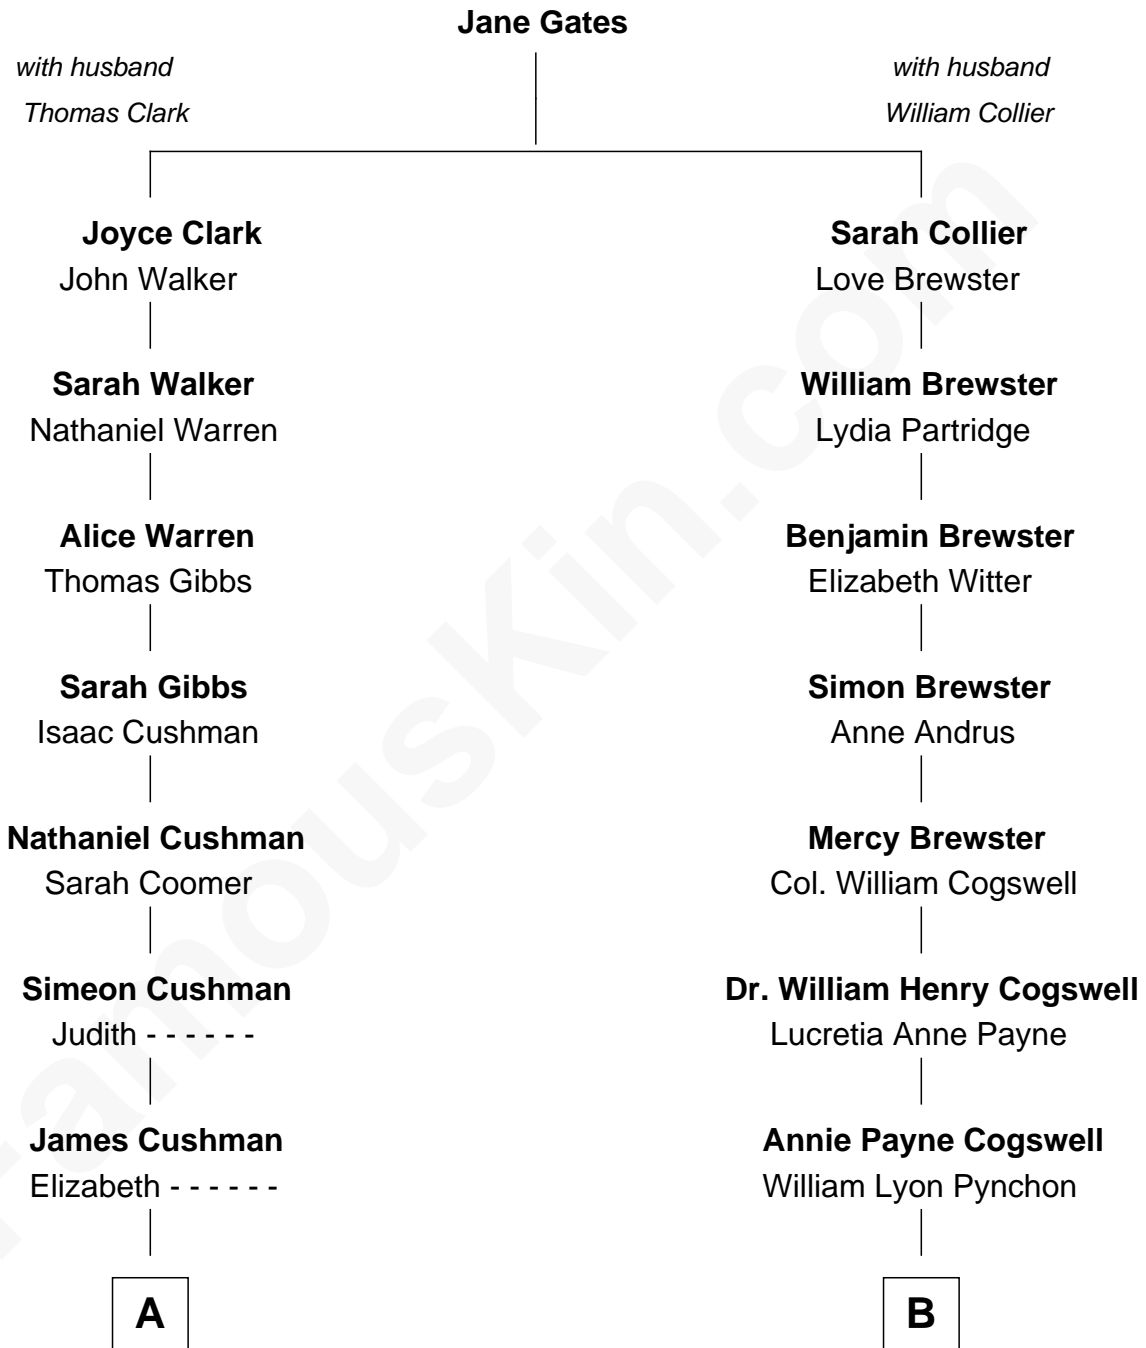 Jane Gates
with husband
Thomas Clark
with husband
William Collier
Joyce Clark
John Walker
Sarah Collier
Love Brewster
Sarah Walker
Nathaniel Warren
William Brewster
Lydia Partridge
Alice Warren
Thomas Gibbs
Benjamin Brewster
Elizabeth Witter
Sarah Gibbs
Isaac Cushman
Simon Brewster
Anne Andrus
Nathaniel Cushman
Sarah Coomer
Mercy Brewster
Col. William Cogswell
Simeon Cushman
Judith - - - - - -
Dr. William Henry Cogswell
Lucretia Anne Payne
James Cushman
Elizabeth - - - - - -
Annie Payne Cogswell
William Lyon Pynchon
A
B
FamousKin.com